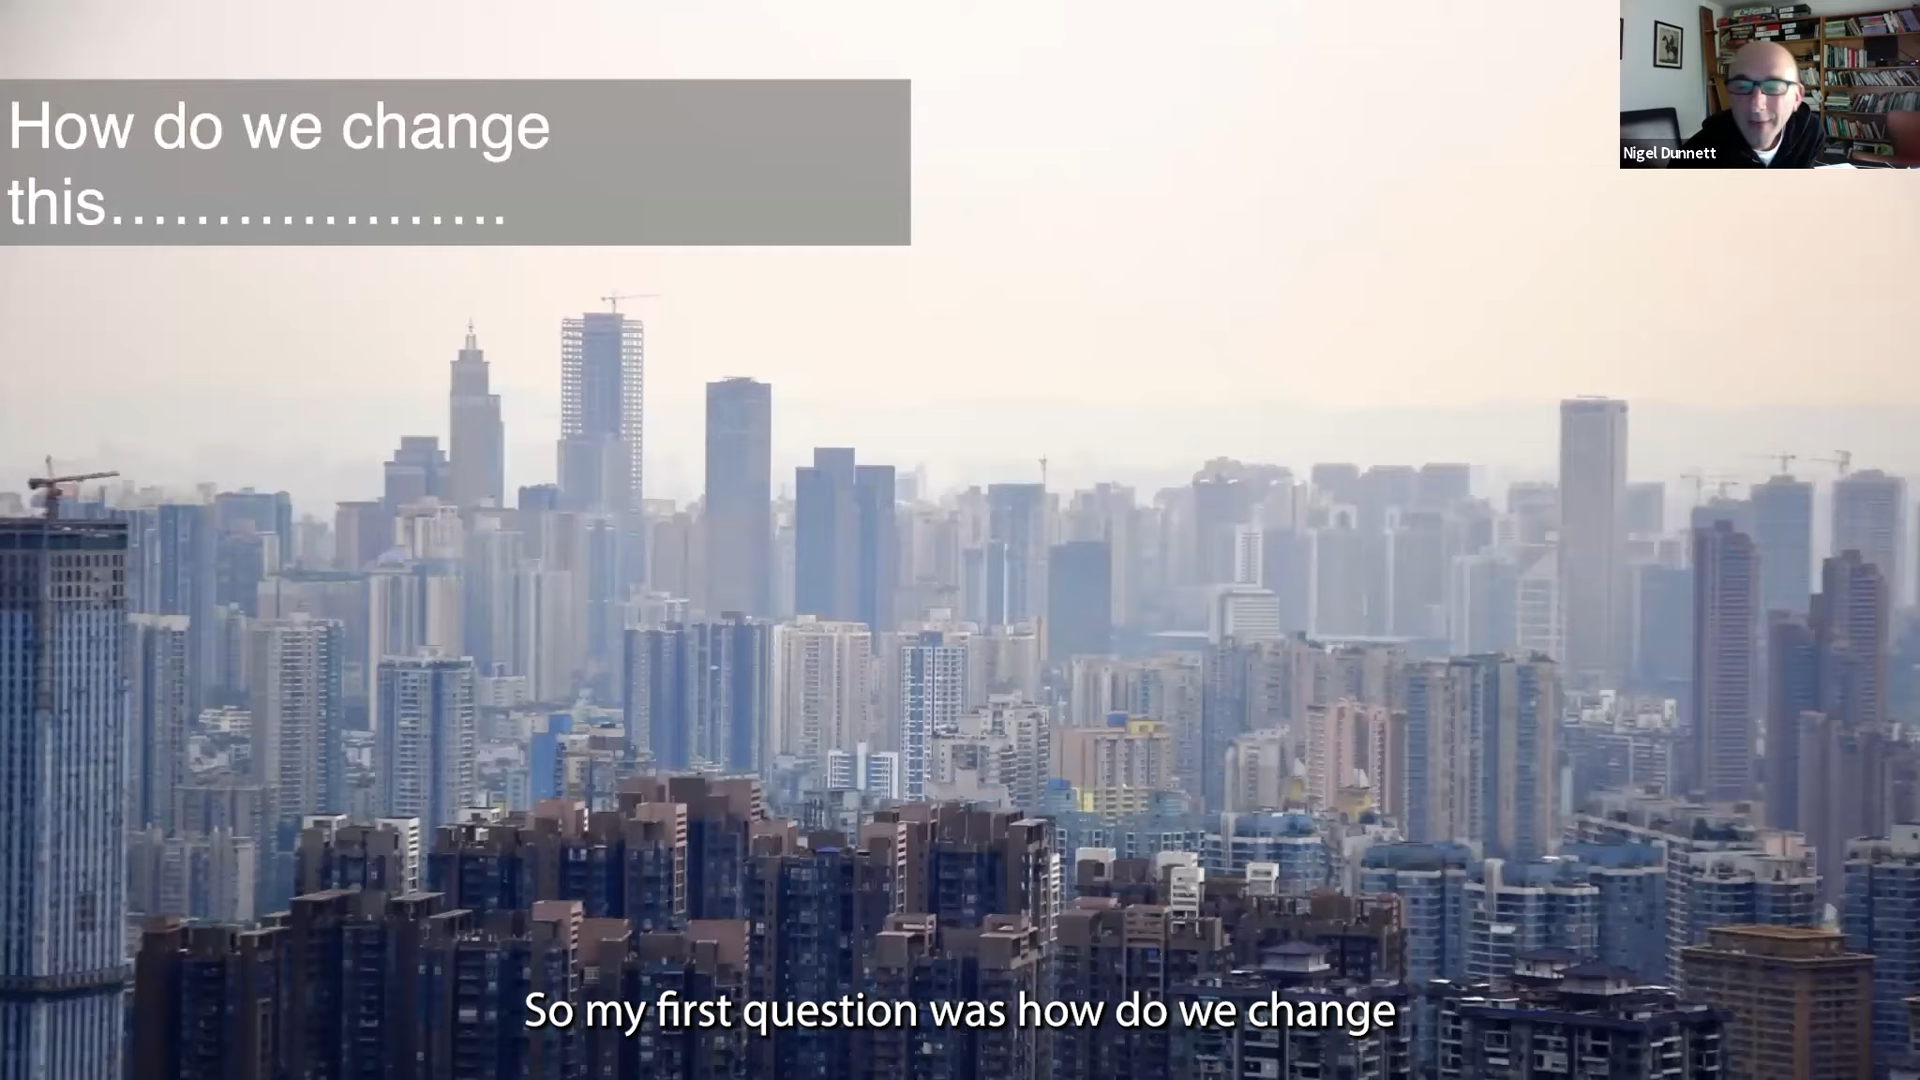 How do we change
this...................
Nigel Dunnett
So my first question was how do we change